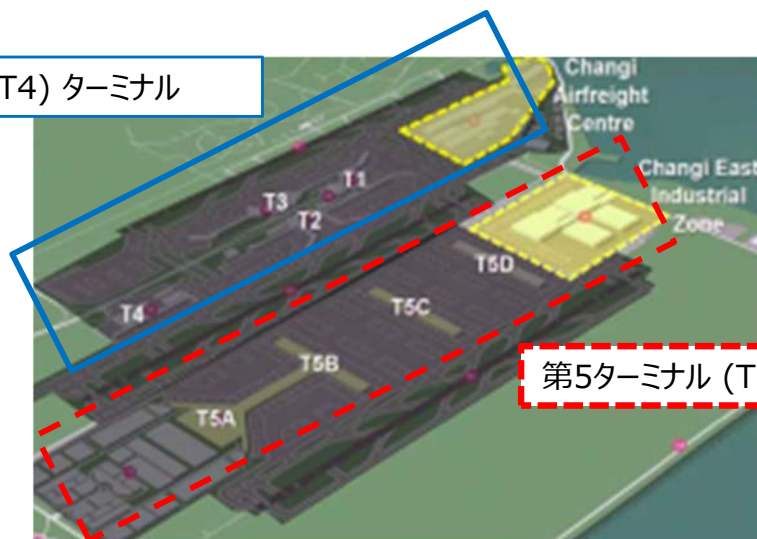 T4) ターミナル
Changi
Airfreight
Centre
Changi East
Industrial
Zone
T1
T3
T2
T4
T5D
T5C
T5B
T5A
第5ターミナル (T